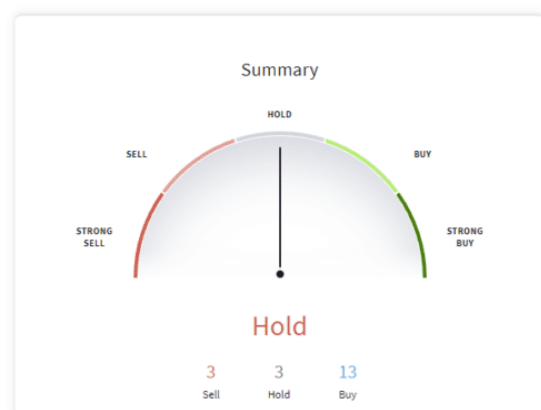 Summary
HOLD
SELL
BUY
STRONG
SELL
STRONG
BUY
Hold
3
3
13
Sell
Hold
Buy